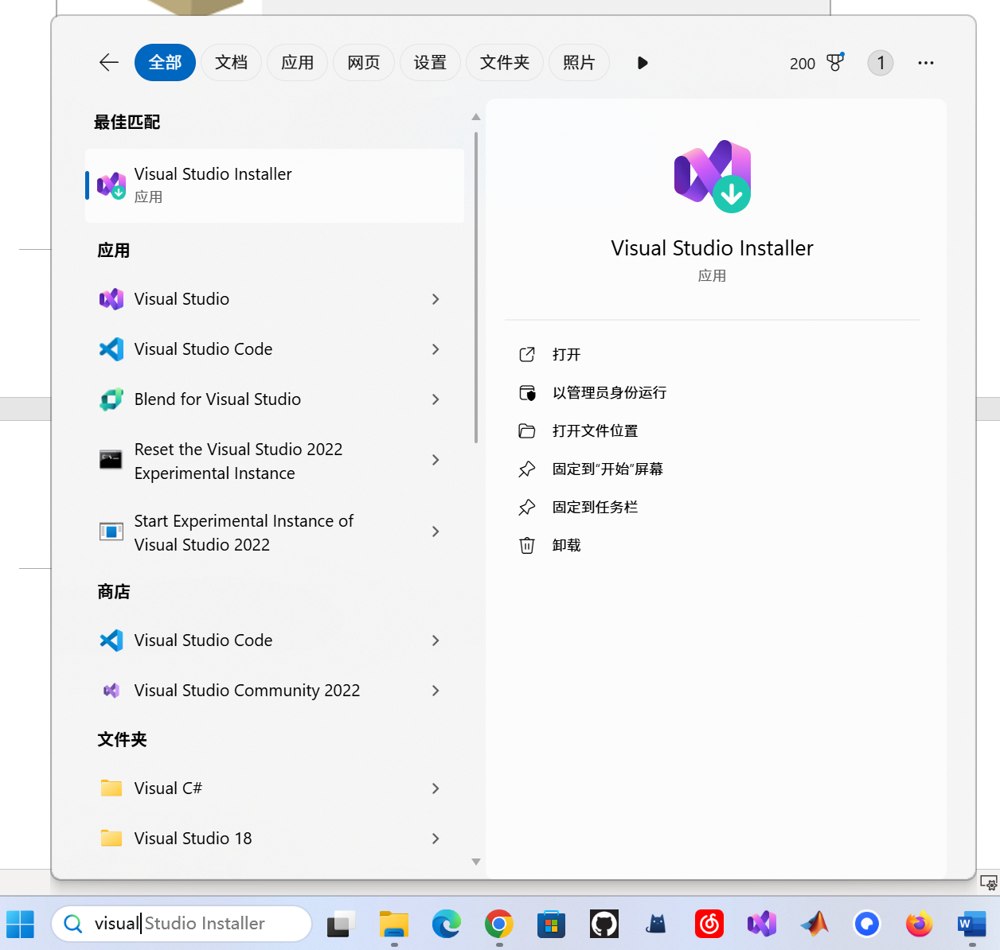 全部
文档
应用
网页
设置
文件夹
照片
200
1
最佳匹配
Visual Studio Installer
应用
应用
Visual Studio
Visual Studio Code
Blend for Visual Studio
Reset the Visual Studio 2022
Experimental Instance
Start Experimental Instance of
Visual Studio 2022
商店
Visual Studio Code
Visual Studio Community 2022
文件夹
Visual C#
Visual Studio 18
Visual Studio Installer
应用
打开
以管理员身份运行
打开文件位置
固定到“开始”屏幕
固定到任务栏
卸载
visual Studio Installer